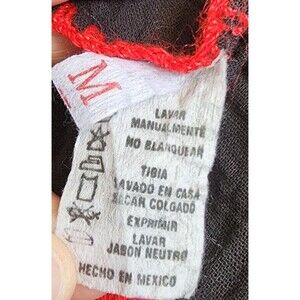 M
LAVAR
MANUALMENTE
NO BLANQUEAR
TIBIA
LAVADO EN CASA
SECAR COLGADO
EXPRIMIR
LAVAR
JABON NEUTRO
HECHO EN MEXICO